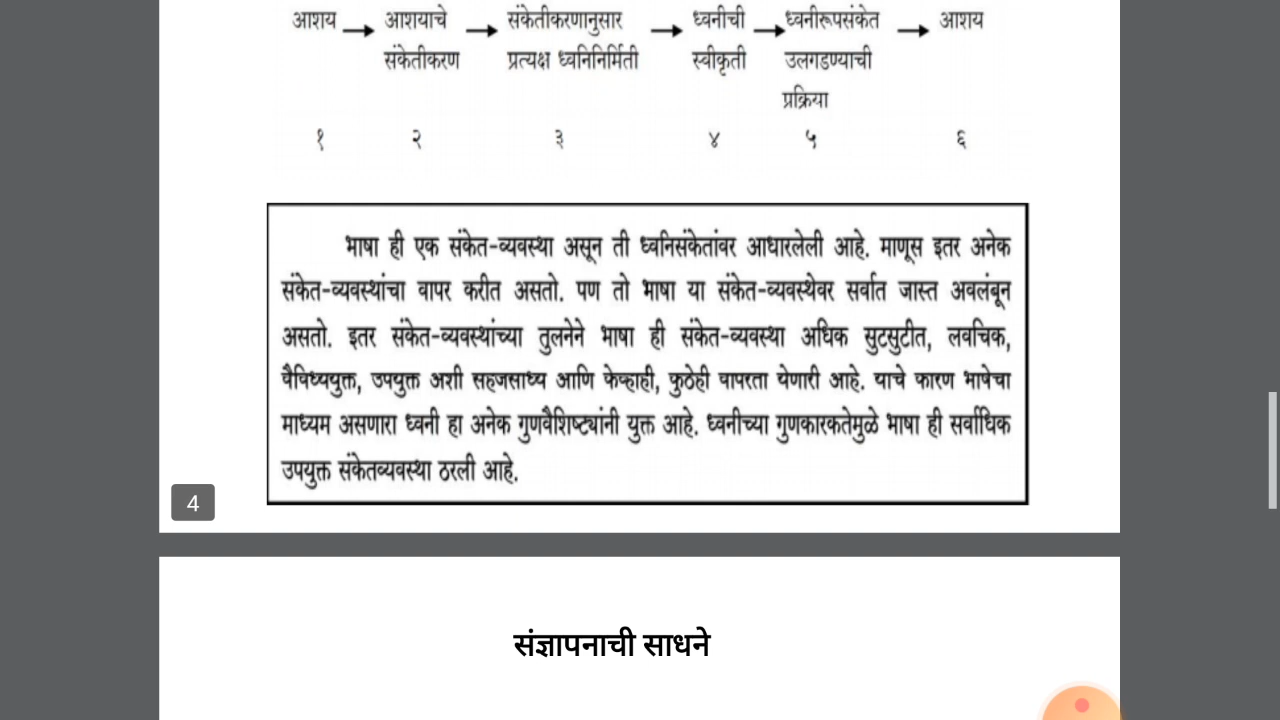 आशय → आशयाचे → संकेतीकरणानुसार → ध्वनीची → ध्वनीरूपसंकेत → आशय
संकेतीकरण प्रत्यक्ष ध्वनिनिर्मिती स्वीकृती उलगडण्याची
प्रक्रिया
१ २ ३ ४ ५ ६
भाषा ही एक संकेत-व्यवस्था असून ती ध्वनिसंकेतांवर आधारलेली आहे. माणूस इतर अनेक
संकेत-व्यवस्थांचा वापर करीत असतो. पण तो भाषा या संकेत-व्यवस्थेवर सर्वात जास्त अवलंबून
असतो. इतर संकेत-व्यवस्थांच्या तुलनेने भाषा ही संकेत-व्यवस्था अधिक सुटसुटीत, लवचिक,
वैविध्ययुक्त, उपयुक्त अशी सहजसाध्य आणि केव्हाही, कुठेही वापरता येणारी आहे. याचे कारण भाषेचा
माध्यम असणारा ध्वनी हा अनेक गुणवैशिष्ट्यांनी युक्त आहे. ध्वनीच्या गुणकारकतेमुळे भाषा ही सर्वाधिक
उपयुक्त संकेतव्यवस्था ठरली आहे.
4
संज्ञापनाची साधने